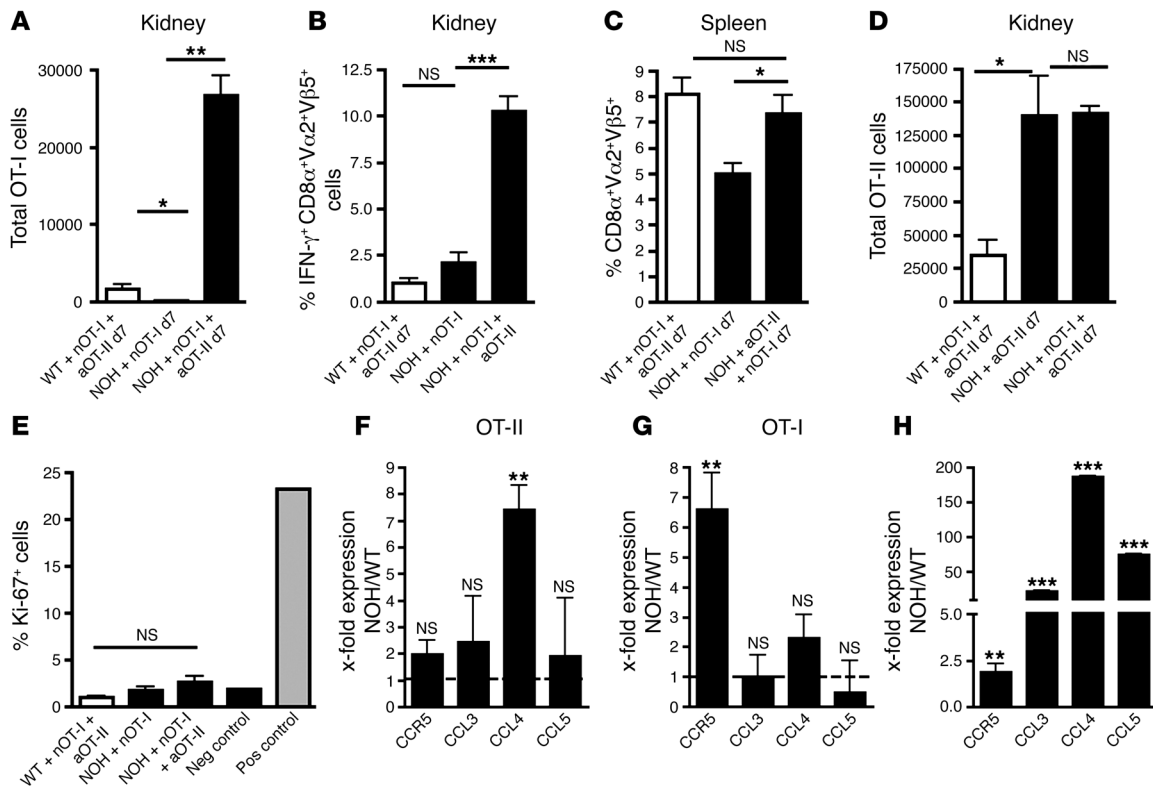 A
Kidney
Total OT-I cells
30000
20000
10000
0
**
*
WT + nOT-I +
aOT-II d7
NOH + nOT-I d7
NOH + nOT-I +
aOT-II d7
B
Kidney
% IFN-γ⁺ CD8α⁺Vα2⁺Vβ5⁺
cells
12.5
10.0
7.5
5.0
2.5
0.0
NS
***
WT + nOT-I +
aOT-II d7
NOH + nOT-I
NOH + nOT-I +
aOT-II
C
Spleen
% CD8α⁺Vα2⁺Vβ5⁺
9
8
7
6
5
4
3
2
1
0
NS
*
WT + nOT-I +
aOT-II d7
NOH + nOT-I d7
NOH + aOT-II
+ nOT-I d7
D
Kidney
Total OT-II cells
175000
150000
125000
100000
75000
50000
25000
0
*
NS
WT + nOT-I +
aOT-II d7
NOH + aOT-II d7
NOH + nOT-I +
aOT-II d7
E
% Ki-67⁺ cells
25
20
15
10
5
0
NS
WT + nOT-I +
aOT-II
NOH + nOT-I
NOH + nOT-I
+ aOT-II
Neg control
Pos control
F
OT-II
x-fold expression
NOH/WT
9
8
7
6
5
4
3
2
1
0
NS
NS
**
NS
CCR5
CCL3
CCL4
CCL5
G
OT-I
x-fold expression
NOH/WT
8
7
6
5
4
3
2
1
0
**
NS
NS
NS
CCR5
CCL3
CCL4
CCL5
H
x-fold expression
NOH/WT
200
150
100
50
5.0
2.5
0.0
**
***
***
***
CCR5
CCL3
CCL4
CCL5